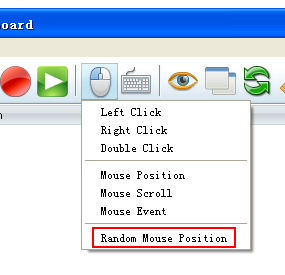 oard
Left Click
Right Click
Double Click
Mouse Position
Mouse Scroll
Mouse Event
Random Mouse Position